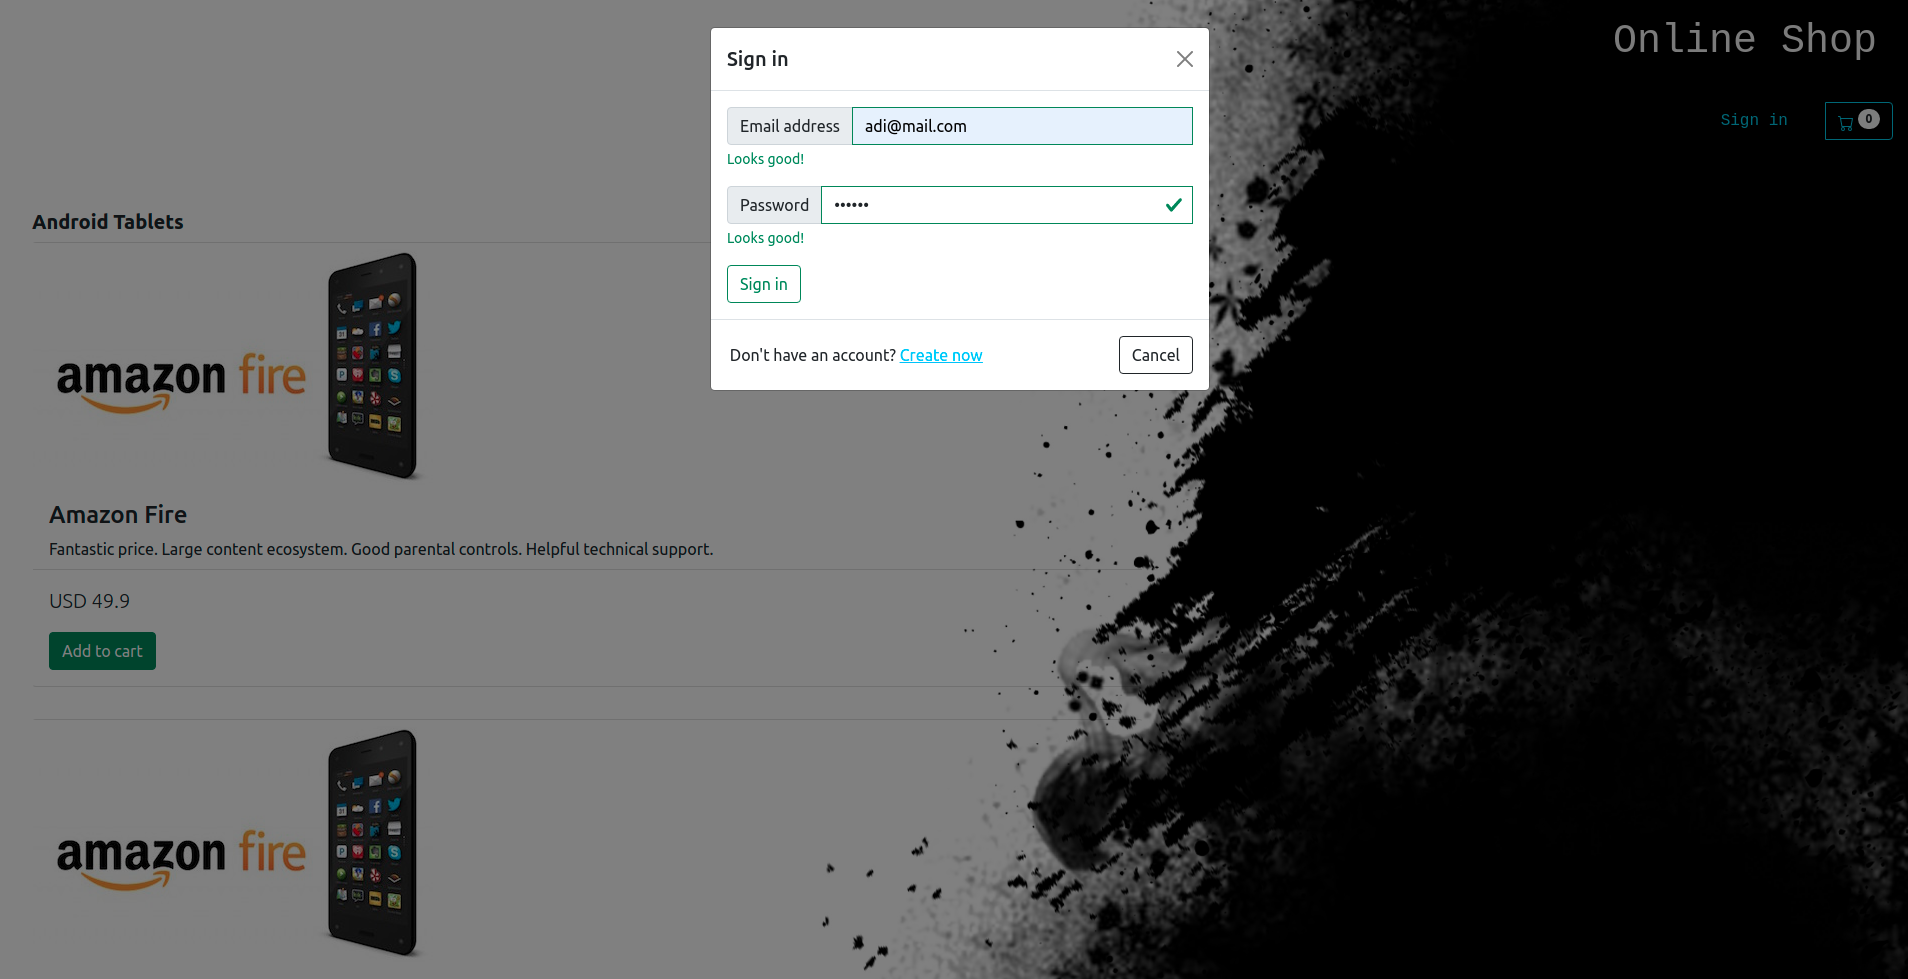 Online Shop
Sign in
0
Sign in
Email address
adi@mail.com
Looks good!
Password
••••••
Looks good!
Sign in
Don't have an account? Create now
Cancel
Android Tablets
amazon fire
Amazon Fire
Fantastic price. Large content ecosystem. Good parental controls. Helpful technical support.
USD 49.9
Add to cart
amazon fire